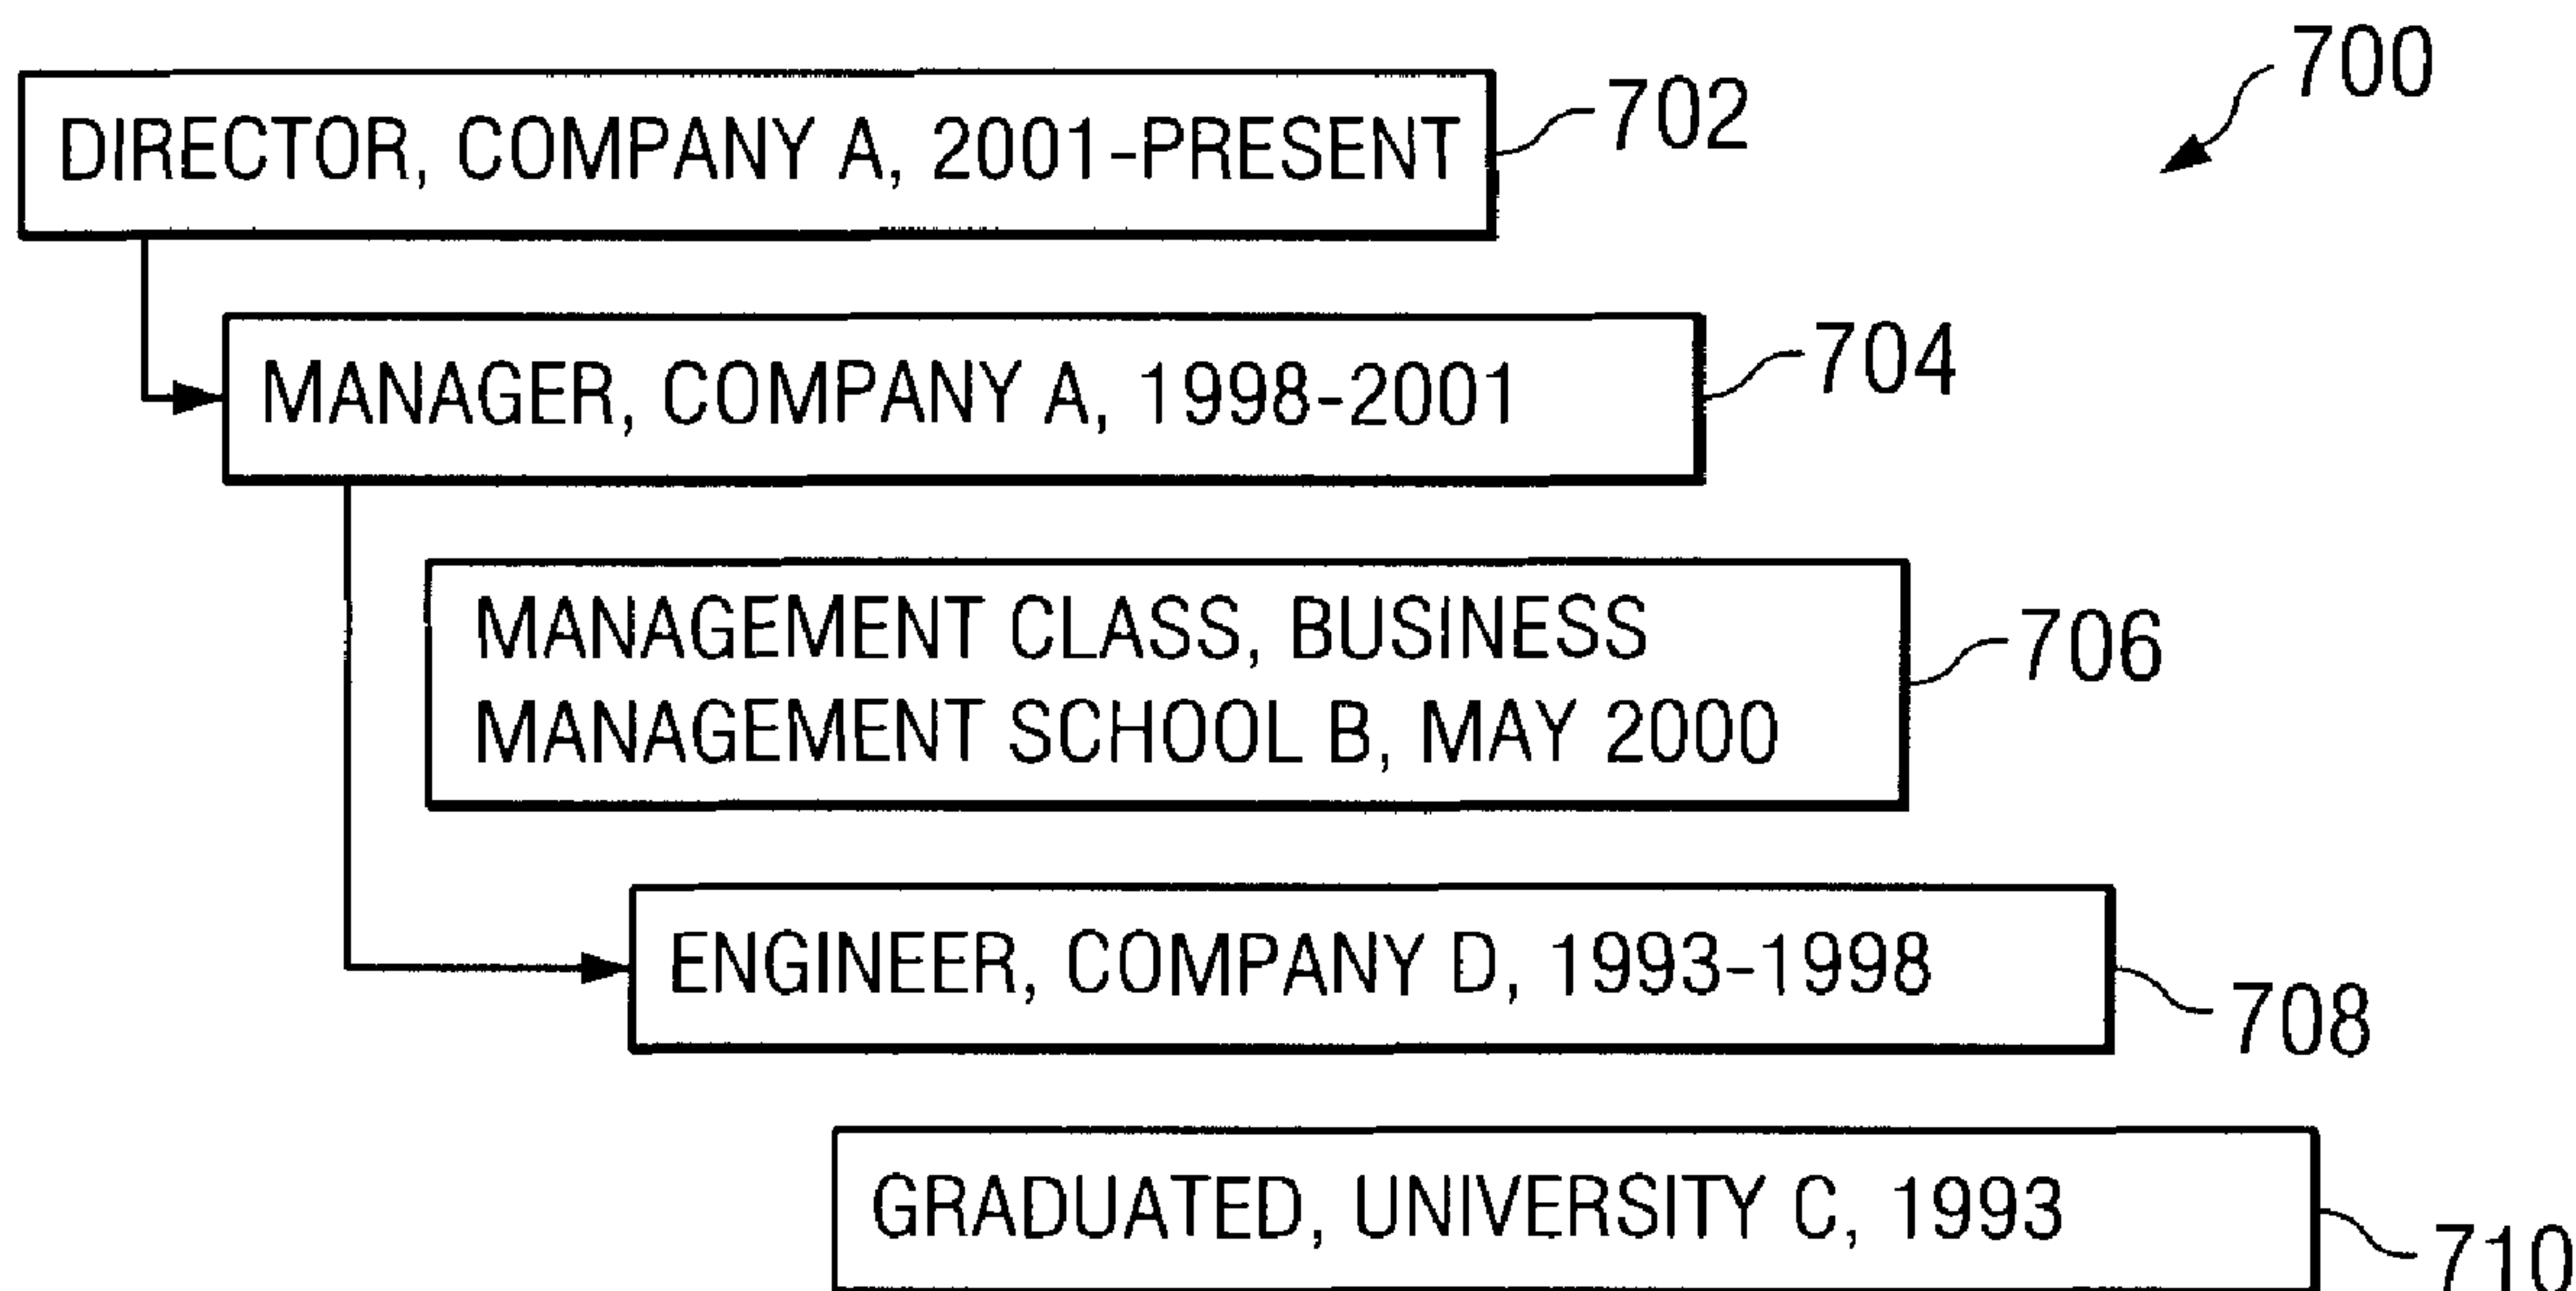 700
DIRECTOR, COMPANY A, 2001-PRESENT
702
MANAGER, COMPANY A, 1998-2001
704
MANAGEMENT CLASS, BUSINESS
MANAGEMENT SCHOOL B, MAY 2000
706
ENGINEER, COMPANY D, 1993-1998
708
GRADUATED, UNIVERSITY C, 1993
710